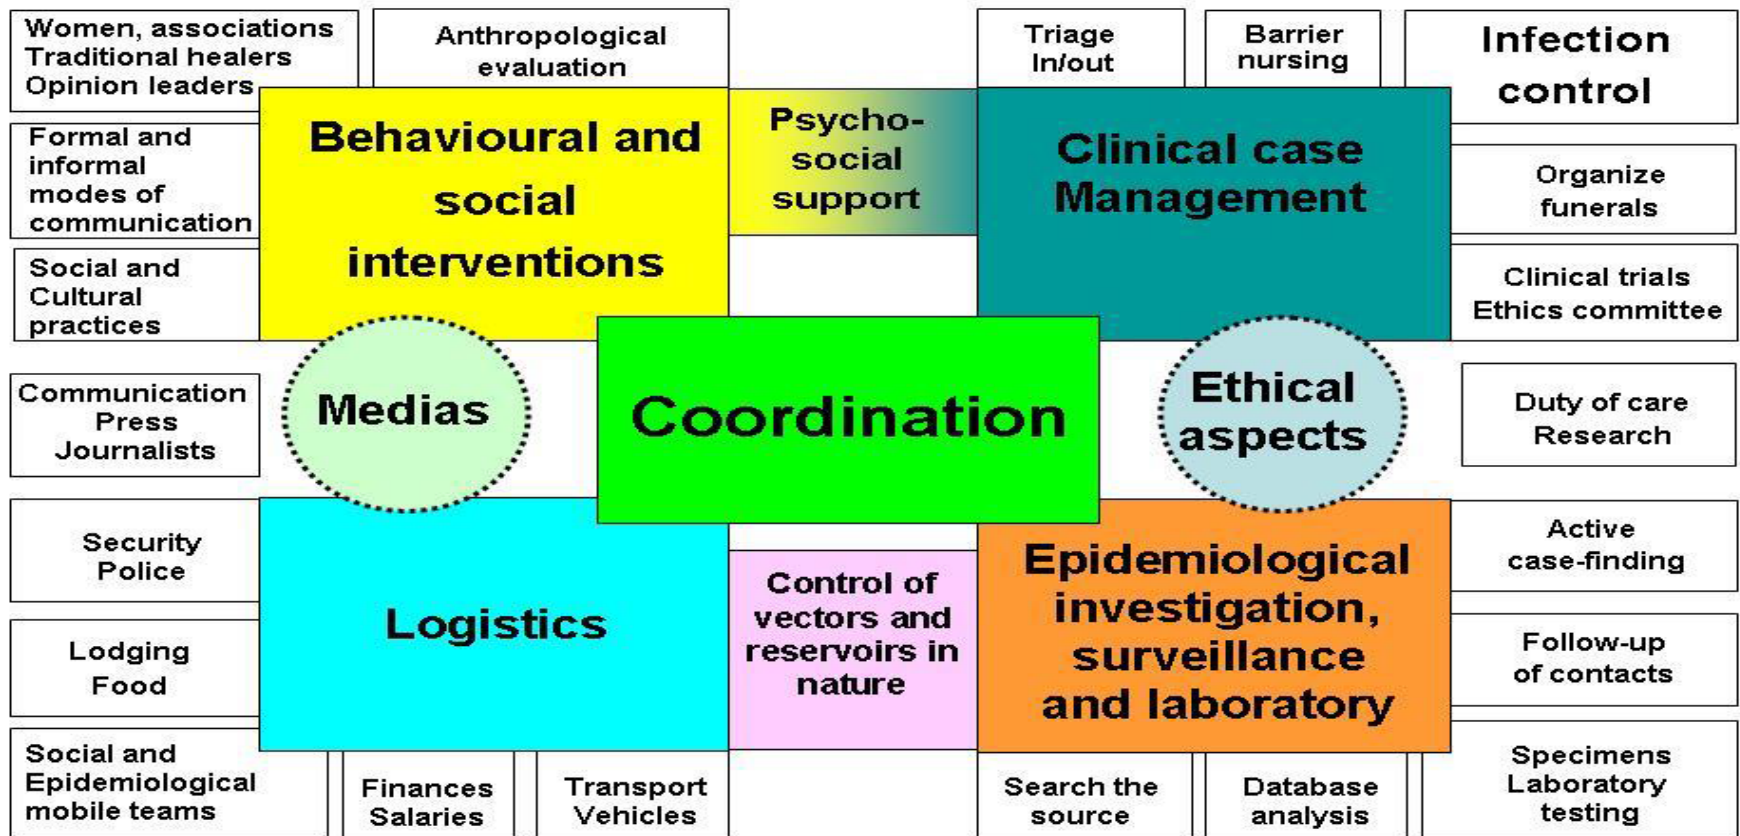 Women, associations
Traditional healers
Opinion leaders
Anthropological
evaluation
Triage
In/out
Barrier
nursing
Infection
control
Formal and
informal
modes of
communication
Behavioural and
social
interventions
Psycho-
social
support
Clinical case
Management
Organize
funerals
Social and
Cultural
practices
Clinical trials
Ethics committee
Communication
Press
Journalists
Medias
Coordination
Ethical
aspects
Duty of care
Research
Security
Police
Logistics
Control of
vectors and
reservoirs in
nature
Epidemiological
investigation,
surveillance
and laboratory
Active
case-finding
Lodging
Food
Follow-up
of contacts
Social and
Epidemiological
mobile teams
Finances
Salaries
Transport
Vehicles
Search the
source
Database
analysis
Specimens
Laboratory
testing